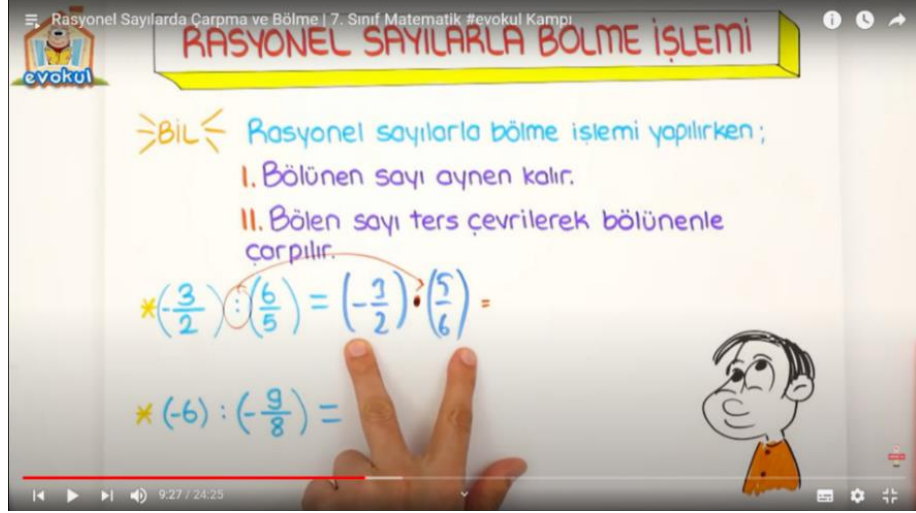 Rasyonel Sayılarda Çarpma ve Bölme | 7. Sınıf Matematik #evokul Kampı
RASYONEL SAYILARLA BÖLME İŞLEMİ
evokul
BİL Rasyonel sayılarla bölme işlemi yapılırken;
I. Bölünen sayı aynen kalır.
II. Bölen sayı ters çevrilerek bölünenle
çarpılır.
*(-3/2) : (6/5) = (-3/2) · (5/6) =
*(-6) : (-9/8) =
9:27 / 24:25